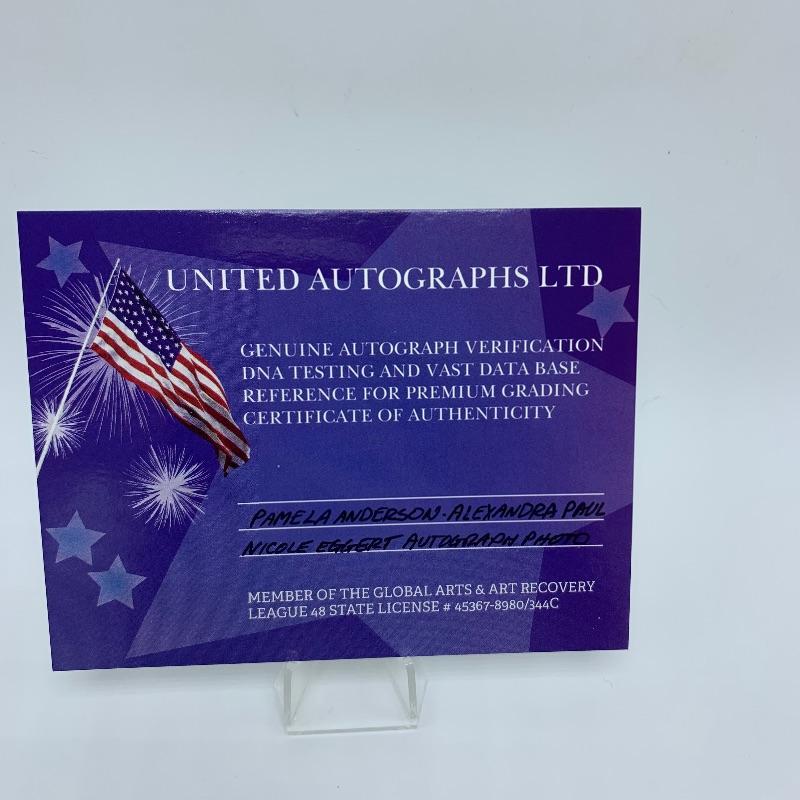 UNITED AUTOGRAPHS LTD
GENUINE AUTOGRAPH VERIFICATION
DNA TESTING AND VAST DATA BASE
REFERENCE FOR PREMIUM GRADING
CERTIFICATE OF AUTHENTICITY
PAMELA ANDERSON-ALEXANDRA PAUL
NICOLE EGGERT AUTOGRAPH PHOTO
MEMBER OF THE GLOBAL ARTS & ART RECOVERY
LEAGUE 48 STATE LICENSE # 45367-8980/344C